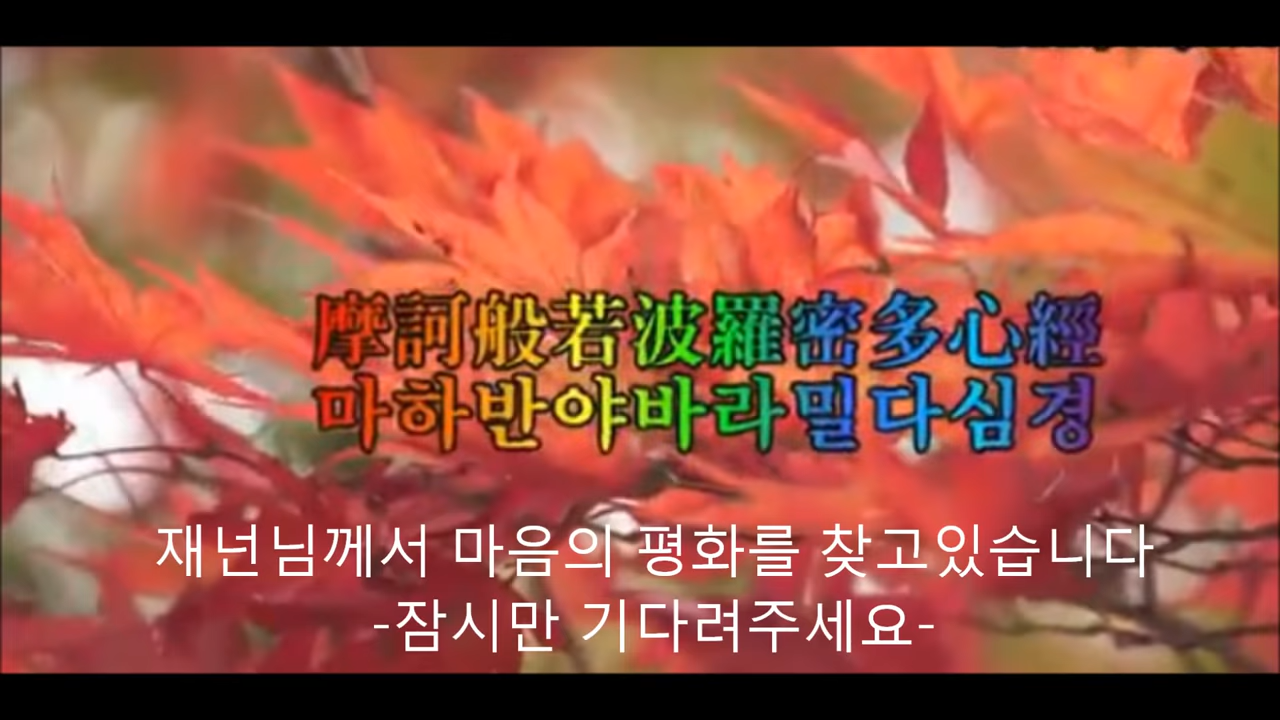 摩訶般若波羅密多心經
마하반야바라밀다심경
재넌님께서 마음의 평화를 찾고있습니다
-잠시만 기다려주세요-